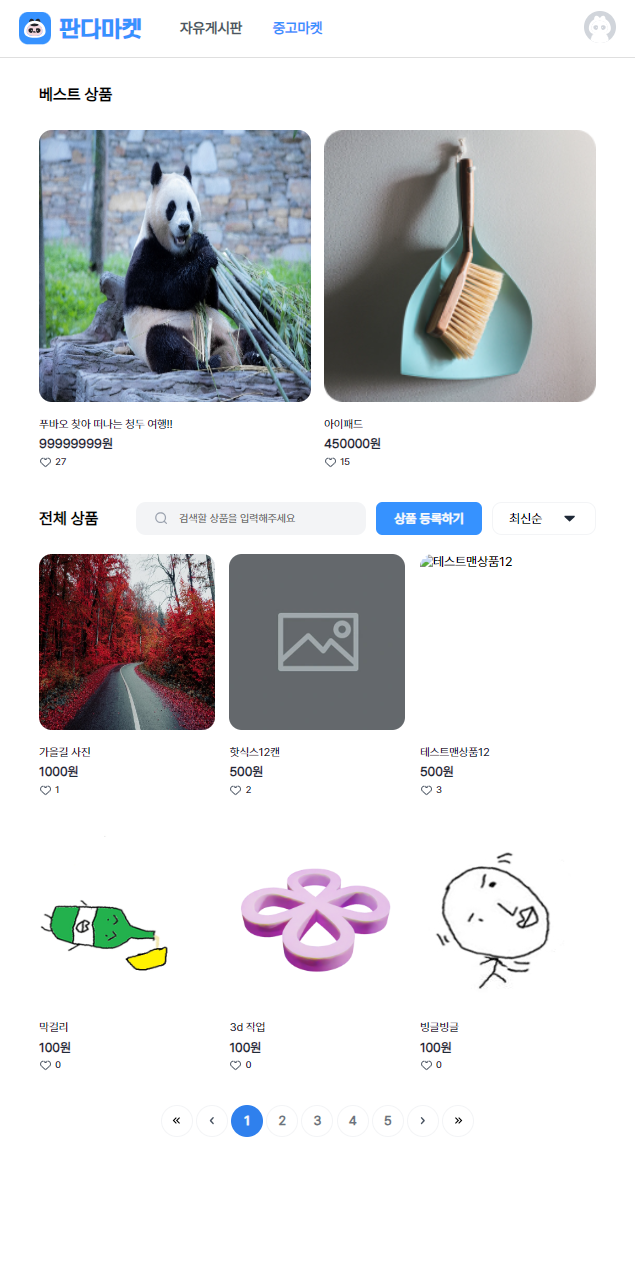 판다마켓 자유게시판 중고마켓
베스트 상품
푸바오 찾아 떠나는 청두 여행!! 아이패드
99999999원 450000원
27 15
전체 상품 검색할 상품을 입력해주세요 상품 등록하기 최신순
테스트맨상품12
가을길 사진 핫식스12캔 테스트맨상품12
1000원 500원 500원
1 2 3
막걸리 3d 작업 빙글빙글
100원 100원 100원
0 0 0
« ‹ 1 2 3 4 5 › »